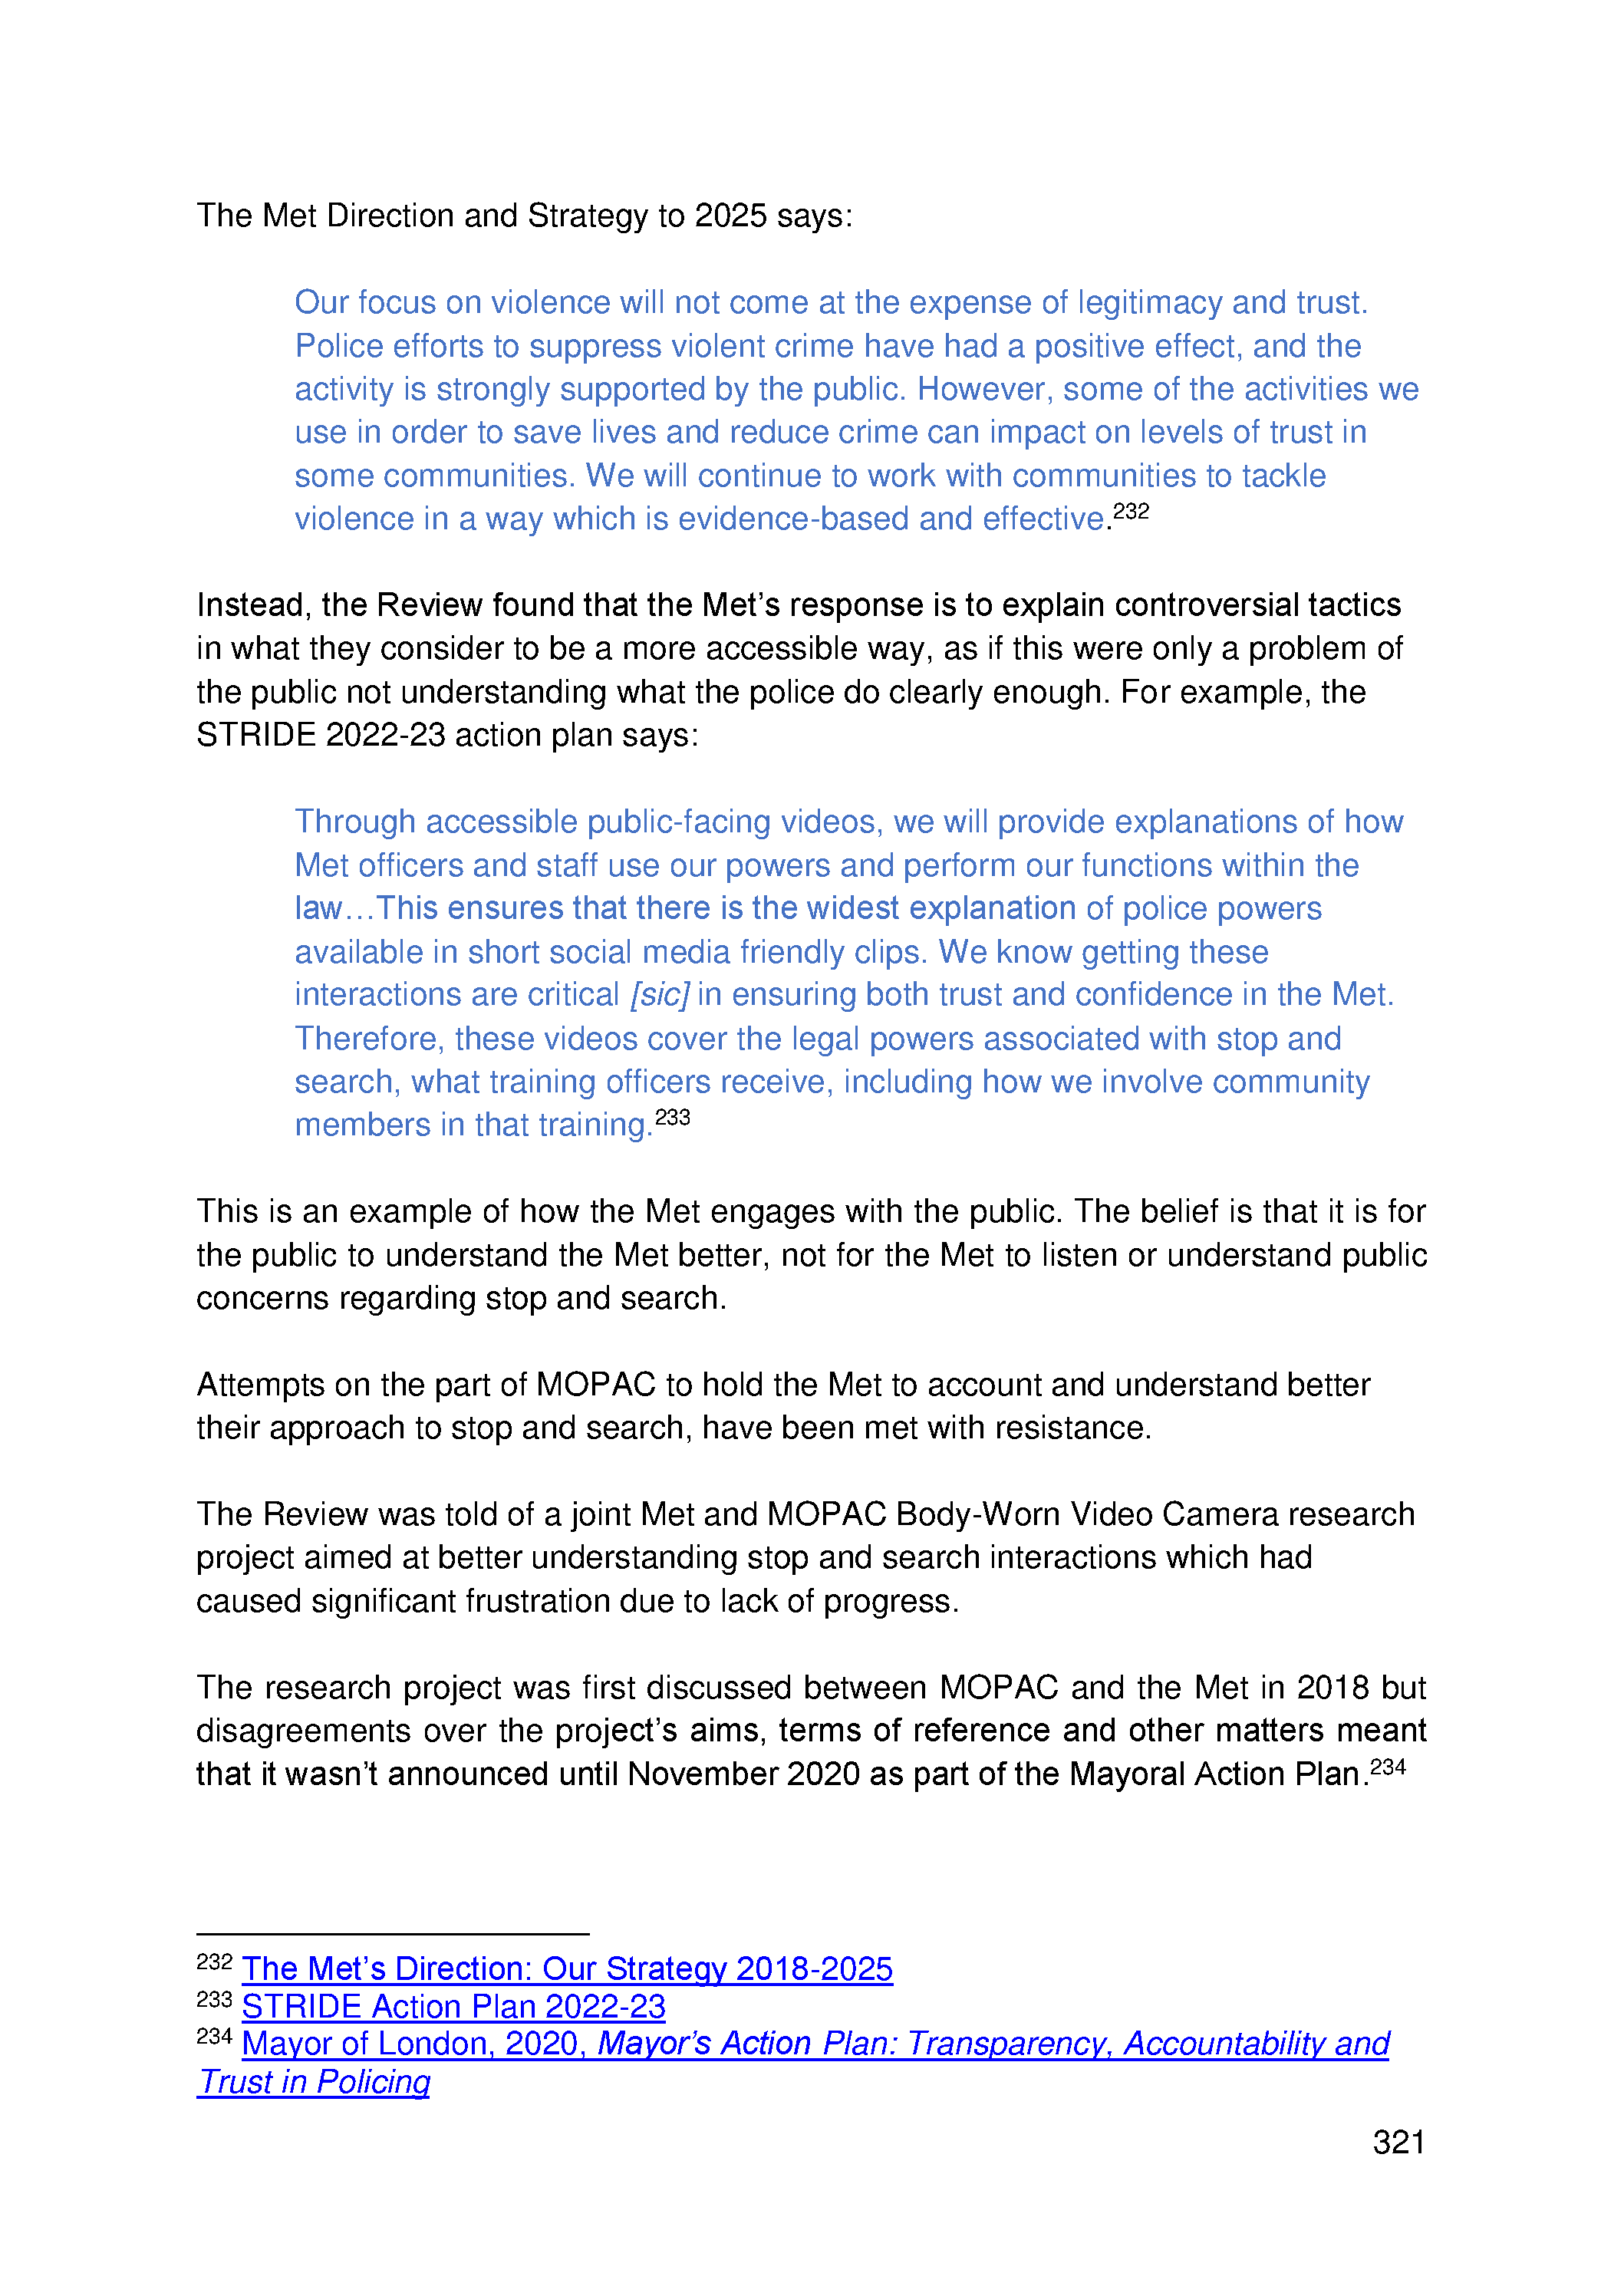 The Met Direction and Strategy to 2025 says:
Our focus on violence will not come at the expense of legitimacy and trust.
Police efforts to suppress violent crime have had a positive effect, and the
activity is strongly supported by the public. However, some of the activities we
use in order to save lives and reduce crime can impact on levels of trust in
some communities. We will continue to work with communities to tackle
violence in a way which is evidence-based and effective.232
Instead, the Review found that the Met’s response is to explain controversial tactics
in what they consider to be a more accessible way, as if this were only a problem of
the public not understanding what the police do clearly enough. For example, the
STRIDE 2022-23 action plan says:
Through accessible public-facing videos, we will provide explanations of how
Met officers and staff use our powers and perform our functions within the
law…This ensures that there is the widest explanation of police powers
available in short social media friendly clips. We know getting these
interactions are critical [sic] in ensuring both trust and confidence in the Met.
Therefore, these videos cover the legal powers associated with stop and
search, what training officers receive, including how we involve community
members in that training.233
This is an example of how the Met engages with the public. The belief is that it is for
the public to understand the Met better, not for the Met to listen or understand public
concerns regarding stop and search.
Attempts on the part of MOPAC to hold the Met to account and understand better
their approach to stop and search, have been met with resistance.
The Review was told of a joint Met and MOPAC Body-Worn Video Camera research
project aimed at better understanding stop and search interactions which had
caused significant frustration due to lack of progress.
The research project was first discussed between MOPAC and the Met in 2018 but
disagreements over the project’s aims, terms of reference and other matters meant
that it wasn’t announced until November 2020 as part of the Mayoral Action Plan.234
232 The Met’s Direction: Our Strategy 2018-2025
233 STRIDE Action Plan 2022-23
234 Mayor of London, 2020, Mayor’s Action Plan: Transparency, Accountability and
Trust in Policing
321